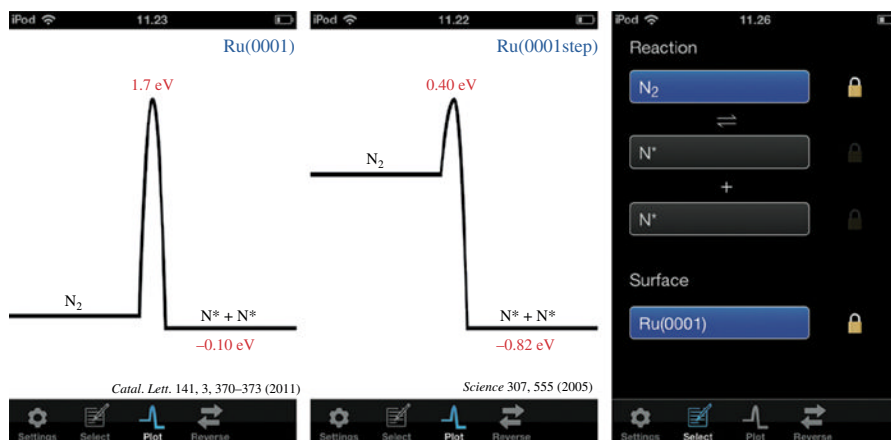 iPod 11.23
Ru(0001)
1.7 eV
N₂
N* + N*
–0.10 eV
Catal. Lett. 141, 3, 370–373 (2011)
Settings Select Plot Reverse
iPod 11.22
Ru(0001step)
0.40 eV
N₂
N* + N*
–0.82 eV
Science 307, 555 (2005)
Settings Select Plot Reverse
iPod 11.26
Reaction
N₂
⇌
N*
+
N*
Surface
Ru(0001)
Settings Select Plot Reverse